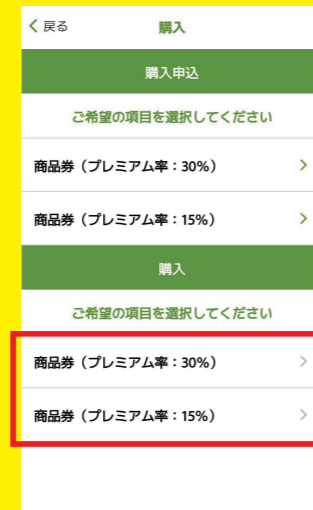 戻る 購入
購入申込
ご希望の項目を選択してください
商品券（プレミアム率：30%）
商品券（プレミアム率：15%）
購入
ご希望の項目を選択してください
商品券（プレミアム率：30%）
商品券（プレミアム率：15%）